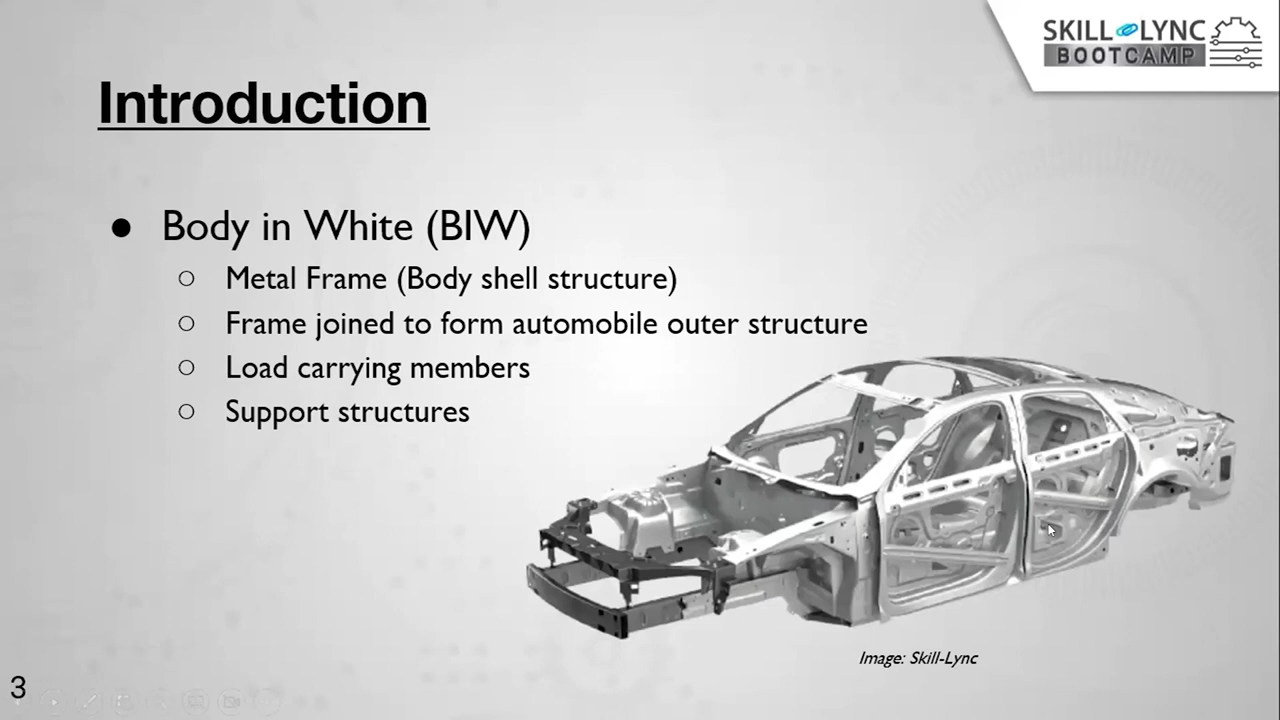 SKILL LYNC
BOOTCAMP
Introduction
● Body in White (BIW)
○ Metal Frame (Body shell structure)
○ Frame joined to form automobile outer structure
○ Load carrying members
○ Support structures
Image: Skill-Lync
3